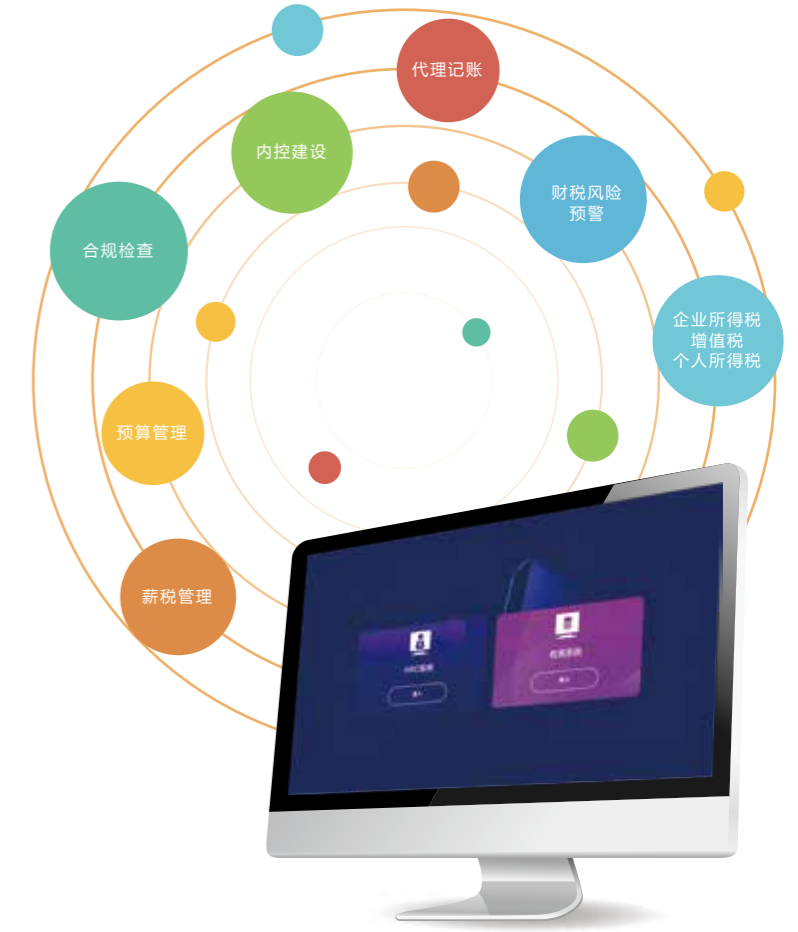 代理记账
内控建设
财税风险
预警
合规检查
企业所得税
增值税
个人所得税
预算管理
薪税管理